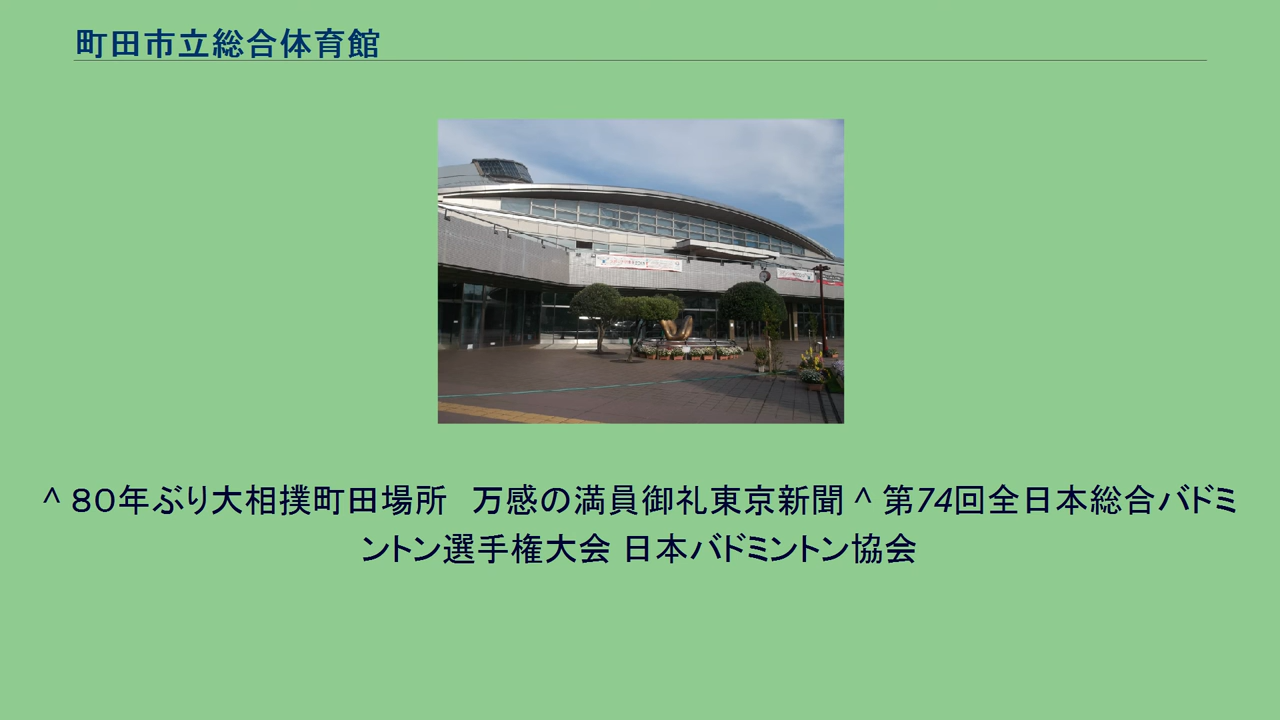 町田市立総合体育館
^ 80年ぶり大相撲町田場所　万感の満員御礼東京新聞 ^ 第74回全日本総合バドミ
ントン選手権大会 日本バドミントン協会